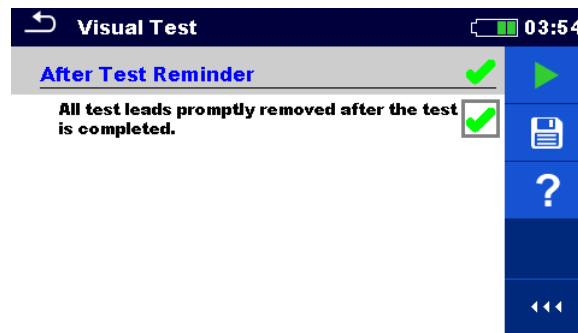 Visual Test
03:54
After Test Reminder
All test leads promptly removed after the test
is completed.
?